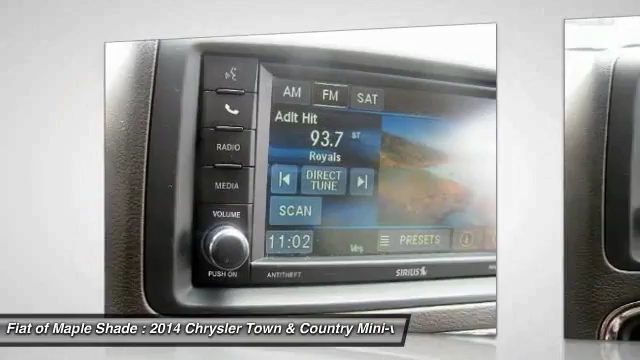 AM FM SAT
Adlt Hit
93.7 ST
Royals
DIRECT
TUNE
SCAN
11:02
PRESETS
RADIO
MEDIA
VOLUME
PUSH ON
ANTITHEFT
SIRIUS
Fiat of Maple Shade : 2014 Chrysler Town & Country Mini-v